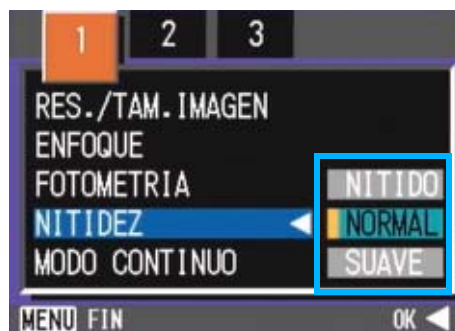 1 2 3
RES./TAM.IMAGEN
ENFOQUE
FOTOMETRIA NITIDO
NITIDEZ NORMAL
MODO CONTINUO SUAVE
MENU FIN OK